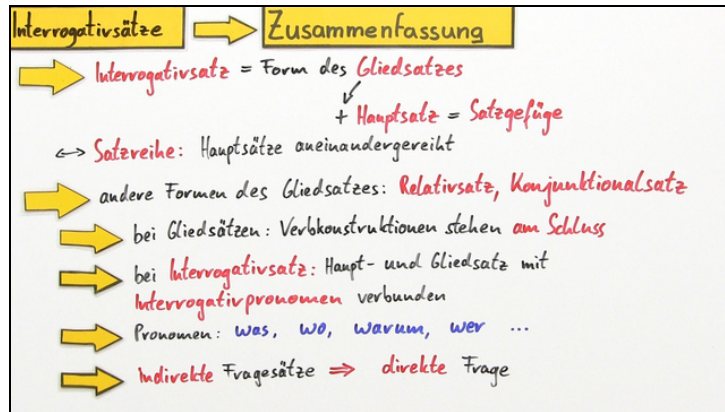 Interrogativsätze Zusammenfassung
Interrogativsatz = Form des Gliedsatzes
+ Hauptsatz = Satzgefüge
<-> Satzreihe: Hauptsätze aneinandergereiht
andere Formen des Gliedsatzes: Relativsatz, Konjunktionalsatz
bei Gliedsätzen: Verbkonstruktionen stehen am Schluss
bei Interrogativsatz: Haupt- und Gliedsatz mit
Interrogativpronomen verbunden
Pronomen: was, wo, warum, wer ...
Indirekte Fragesätze => direkte Frage